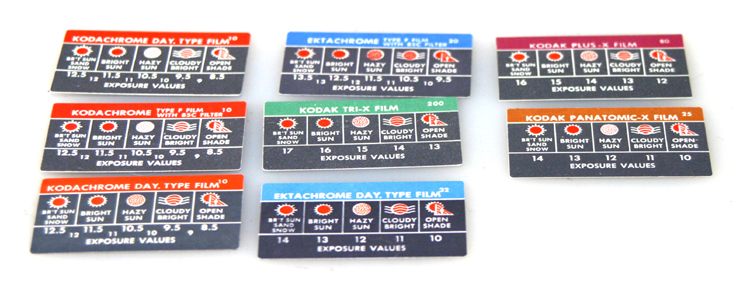 KODACHROME DAY. TYPE FILM 10
BR'T SUN SAND SNOW
BRIGHT SUN
HAZY SUN
CLOUDY BRIGHT
OPEN SHADE
12.5 12 11.5 11 10.5 10 9.5 9 8.5
EXPOSURE VALUES
EKTACHROME TYPE F FILM WITH 85C FILTER 20
BR'T SUN SAND SNOW
BRIGHT SUN
HAZY SUN
CLOUDY BRIGHT
OPEN SHADE
13.5 13 12.5 12 11.5 11 10.5 10 9.5
EXPOSURE VALUES
KODAK PLUS-X FILM 80
BR'T SUN SAND SNOW
BRIGHT SUN
HAZY SUN
CLOUDY BRIGHT
OPEN SHADE
16 15 14 13 12
EXPOSURE VALUES
KODACHROME TYPE F FILM WITH 85C FILTER 10
BR'T SUN SAND SNOW
BRIGHT SUN
HAZY SUN
CLOUDY BRIGHT
OPEN SHADE
12.5 12 11.5 11 10.5 10 9.5 9 8.5
EXPOSURE VALUES
KODAK TRI-X FILM 200
BR'T SUN SAND SNOW
BRIGHT SUN
HAZY SUN
CLOUDY BRIGHT
OPEN SHADE
17 16 15 14 13
EXPOSURE VALUES
KODAK PANATOMIC-X FILM 25
BR'T SUN SAND SNOW
BRIGHT SUN
HAZY SUN
CLOUDY BRIGHT
OPEN SHADE
14 13 12 11 10
EXPOSURE VALUES
KODACHROME DAY. TYPE FILM 10
BR'T SUN SAND SNOW
BRIGHT SUN
HAZY SUN
CLOUDY BRIGHT
OPEN SHADE
12.5 12 11.5 11 10.5 10 9.5 9 8.5
EXPOSURE VALUES
EKTACHROME DAY. TYPE FILM 32
BR'T SUN SAND SNOW
BRIGHT SUN
HAZY SUN
CLOUDY BRIGHT
OPEN SHADE
14 13 12 11 10
EXPOSURE VALUES